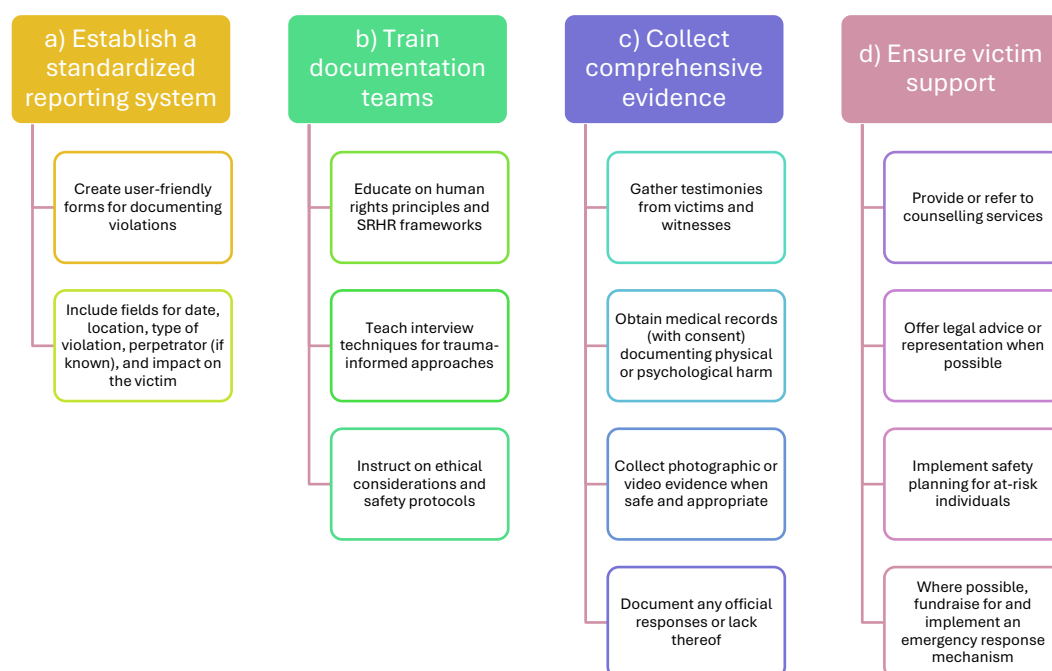 a) Establish a
standardized
reporting system
Create user-friendly
forms for documenting
violations
Include fields for date,
location, type of
violation, perpetrator (if
known), and impact on
the victim
b) Train
documentation
teams
Educate on human
rights principles and
SRHR frameworks
Teach interview
techniques for trauma-
informed approaches
Instruct on ethical
considerations and
safety protocols
c) Collect
comprehensive
evidence
Gather testimonies
from victims and
witnesses
Obtain medical records
(with consent)
documenting physical
or psychological harm
Collect photographic or
video evidence when
safe and appropriate
Document any official
responses or lack
thereof
d) Ensure victim
support
Provide or refer to
counselling services
Offer legal advice or
representation when
possible
Implement safety
planning for at-risk
individuals
Where possible,
fundraise for and
implement an
emergency response
mechanism